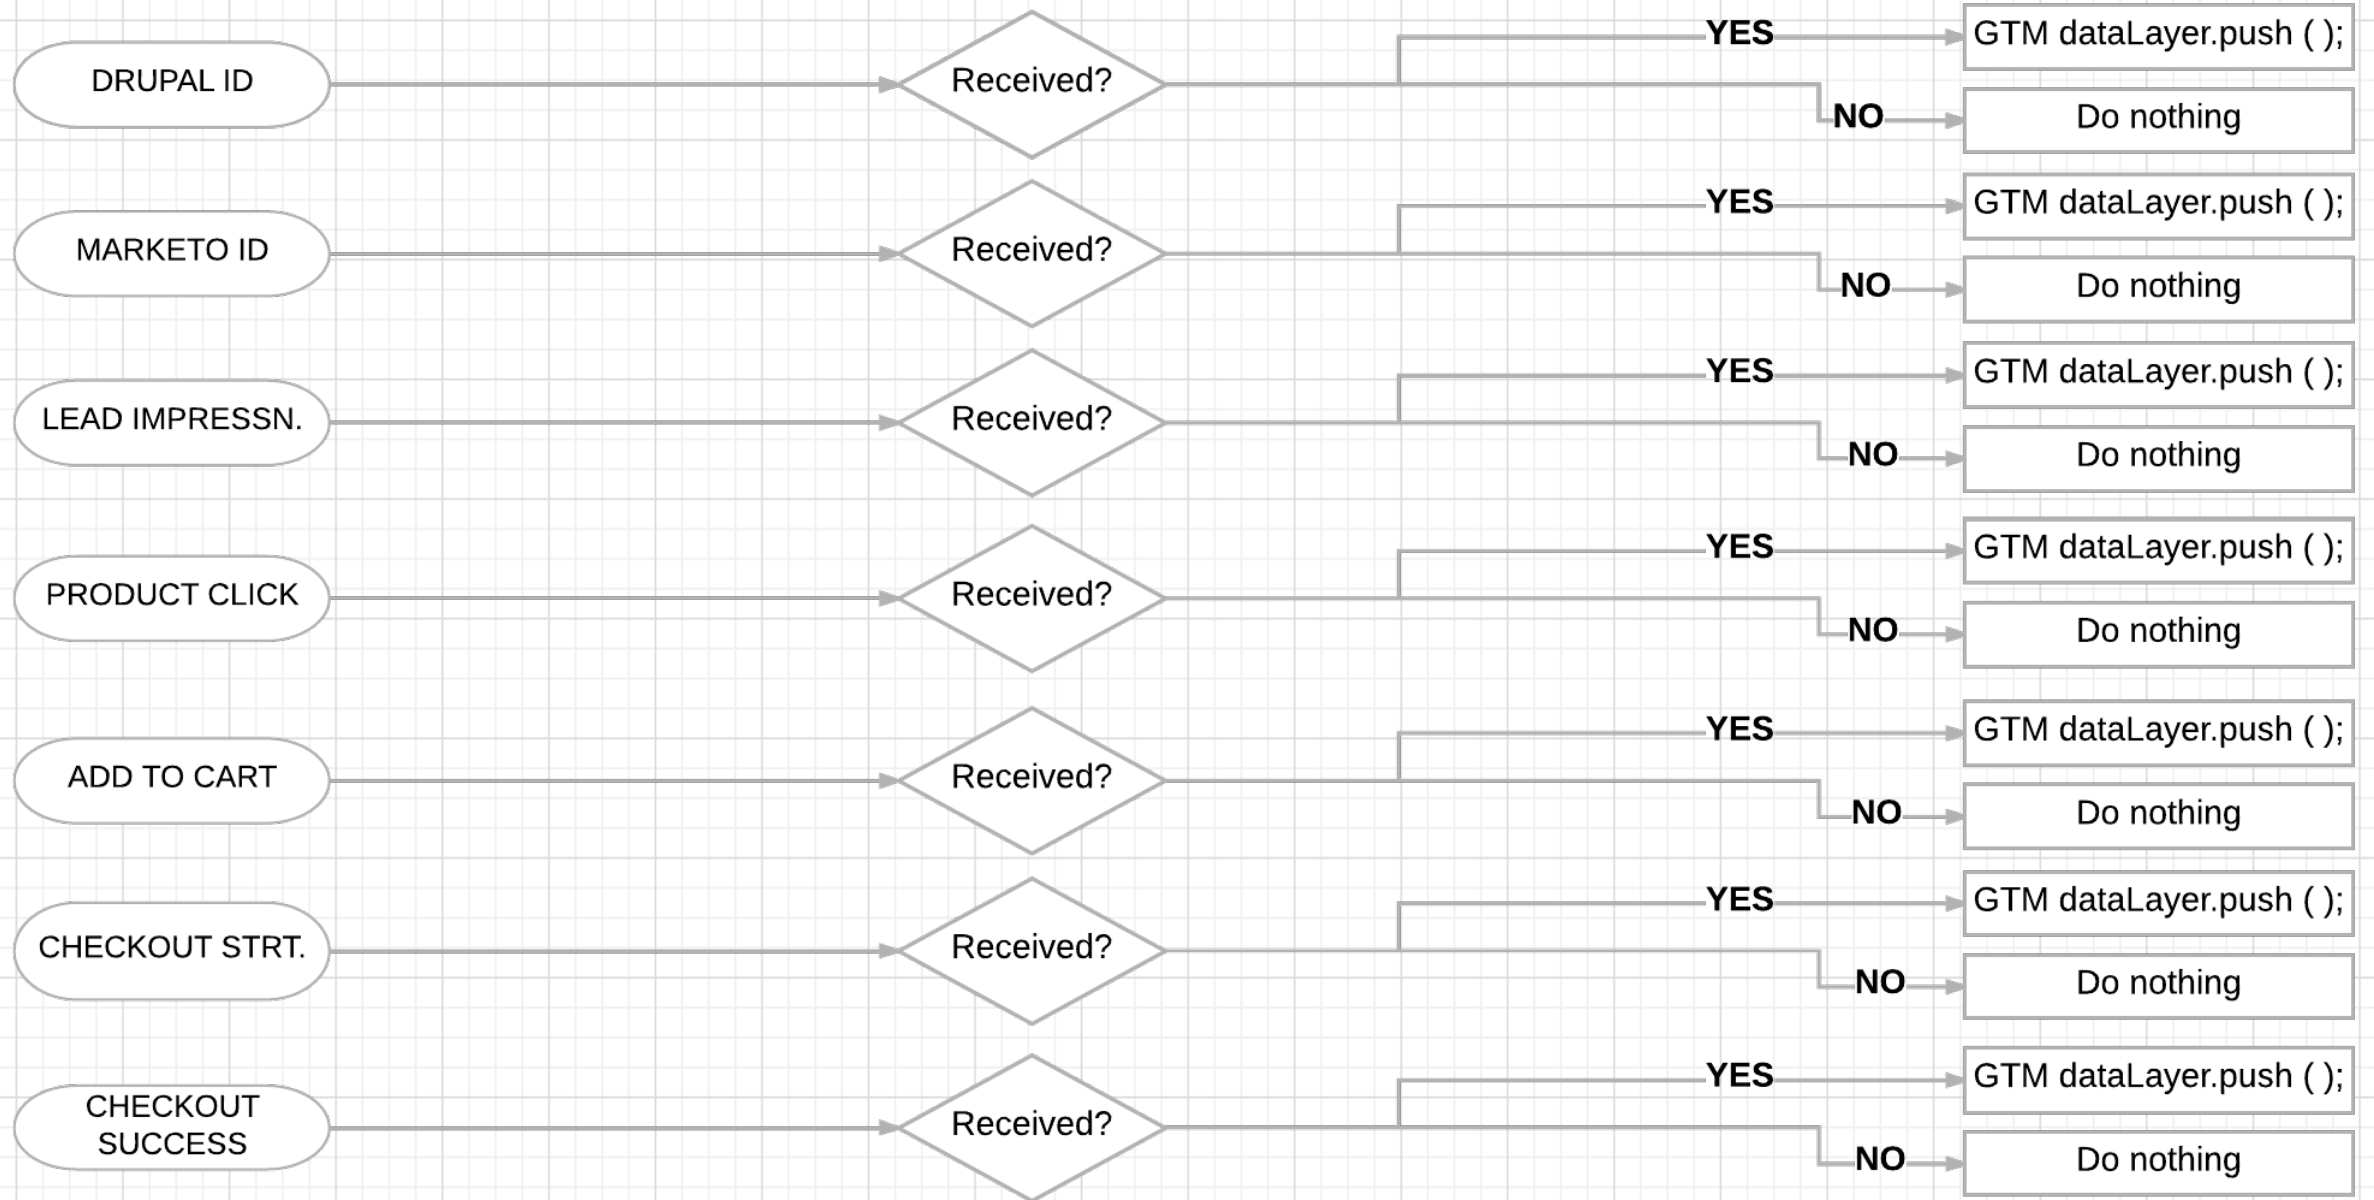 YES
GTM dataLayer.push ( );
DRUPAL ID
Received?
NO
Do nothing
YES
GTM dataLayer.push ( );
MARKETO ID
Received?
NO
Do nothing
YES
GTM dataLayer.push ( );
LEAD IMPRESSN.
Received?
NO
Do nothing
YES
GTM dataLayer.push ( );
PRODUCT CLICK
Received?
NO
Do nothing
YES
GTM dataLayer.push ( );
ADD TO CART
Received?
NO
Do nothing
YES
GTM dataLayer.push ( );
CHECKOUT STRT.
Received?
NO
Do nothing
YES
GTM dataLayer.push ( );
CHECKOUT
SUCCESS
Received?
NO
Do nothing